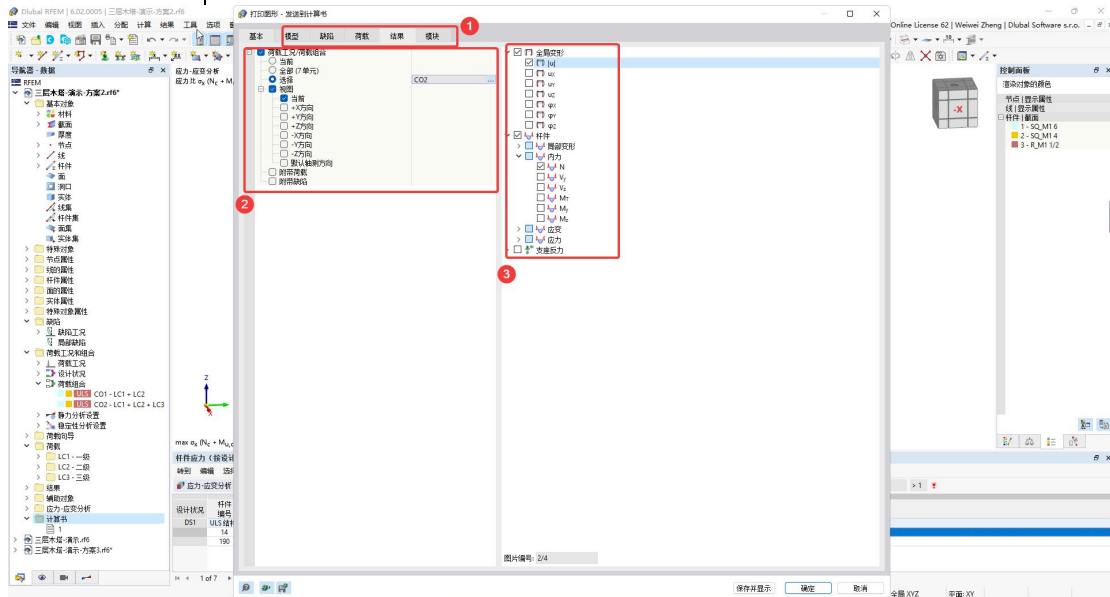 Dlubal RFEM | 6.02.0005 | 三层木塔-演示-方案2.rf6
文件 编辑 视图 插入 分配 计算 结果 工具 选项
Online License 62 | Weiwei Zheng | Dlubal Software s.r.o.
导航器 - 数据
RFEM
三层木塔-演示-方案2.rf6*
基本对象
材料
截面
厚度
节点
线
杆件
面
洞口
实体
线集
杆件集
面集
实体集
特殊对象
节点属性
线的属性
杆件属性
面的属性
实体属性
特殊对象属性
缺陷
缺陷工况
局部缺陷
荷载工况和组合
荷载工况
设计状况
荷载组合
ULS CO1 - LC1 + LC2
ULS CO2 - LC1 + LC2 + LC3
静力分析设置
稳定性分析设置
荷载向导
荷载
LC1 - 一级
LC2 - 二级
LC3 - 三级
结果
辅助对象
应力-应变分析
计算书
1
三层木塔-演示.rf6
三层木塔-演示-方案3.rf6*
应力-应变分析
Z
X
杆件应力 (按设计
转到 编辑 选
应力-应变分析
设计状况
杆件
编号
DS1
ULS 结构
14
190
1 of 7
打印图形 - 发送到计算书
基本 模型 缺陷 荷载 结果 模块
1
荷载工况/荷载组合
当前
全部 (7 单元)
选择
CO2
...
视图
当前
+X方向
+Y方向
+Z方向
-X方向
-Y方向
-Z方向
默认轴测方向
附带荷载
附带缺陷
2
全局变形
|u|
uX
uY
uZ
φX
φY
φZ
杆件
局部变形
内力
N
Vy
Vz
MT
My
Mz
应变
应力
支座反力
3
图片编号: 2/4
保存并显示 确定 取消
-X
控制面板
渲染对象的颜色
节点 | 显示属性
线 | 显示属性
杆件 | 截面
1 - SQ_M1 6
2 - SQ_M1 4
3 - R_M1 1/2
> 1
全局 XYZ
平面: XY